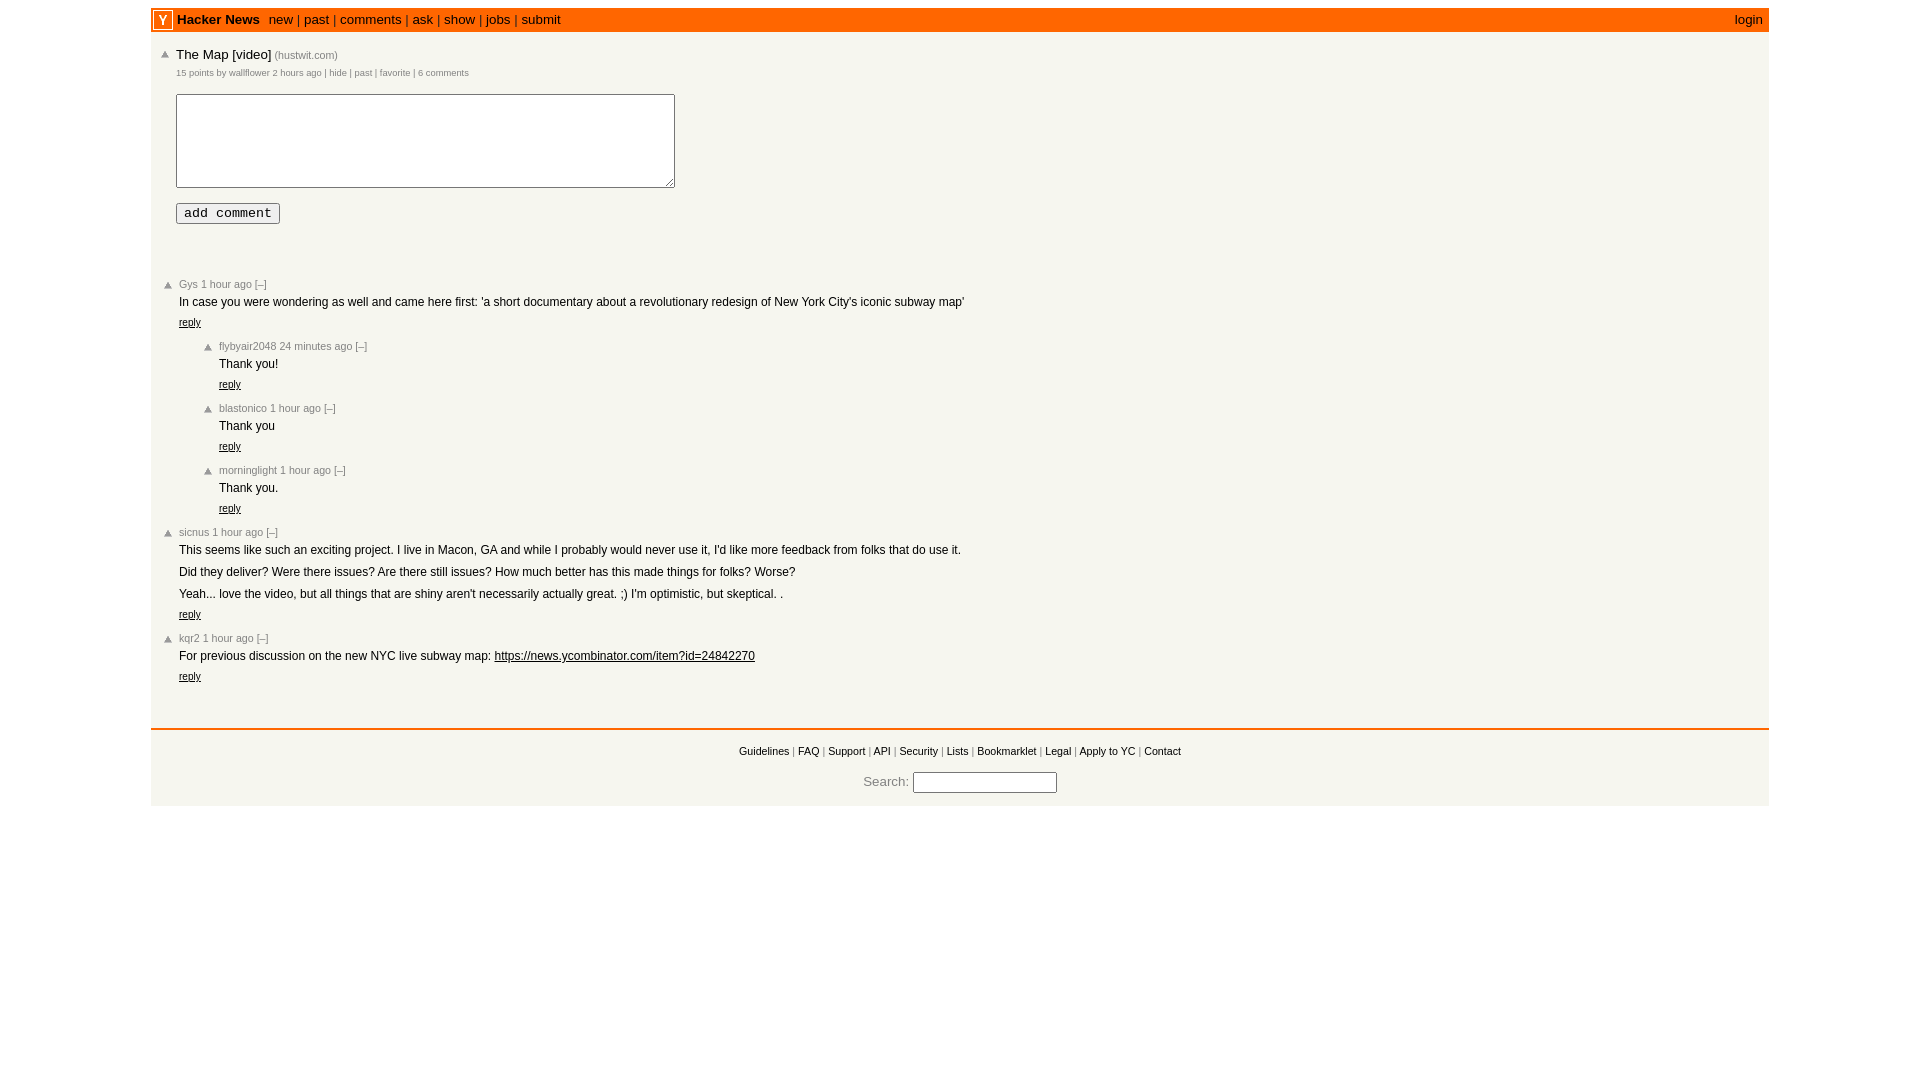 Y Hacker News new | past | comments | ask | show | jobs | submit login
The Map [video] (hustwit.com)
15 points by wallflower 2 hours ago | hide | past | favorite | 6 comments
add comment
Gys 1 hour ago [–]
In case you were wondering as well and came here first: 'a short documentary about a revolutionary redesign of New York City's iconic subway map'
reply
flybyair2048 24 minutes ago [–]
Thank you!
reply
blastonico 1 hour ago [–]
Thank you
reply
morninglight 1 hour ago [–]
Thank you.
reply
sicnus 1 hour ago [–]
This seems like such an exciting project. I live in Macon, GA and while I probably would never use it, I'd like more feedback from folks that do use it.
Did they deliver? Were there issues? Are there still issues? How much better has this made things for folks? Worse?
Yeah... love the video, but all things that are shiny aren't necessarily actually great. ;) I'm optimistic, but skeptical. .
reply
kqr2 1 hour ago [–]
For previous discussion on the new NYC live subway map: https://news.ycombinator.com/item?id=24842270
reply
Guidelines | FAQ | Support | API | Security | Lists | Bookmarklet | Legal | Apply to YC | Contact
Search: